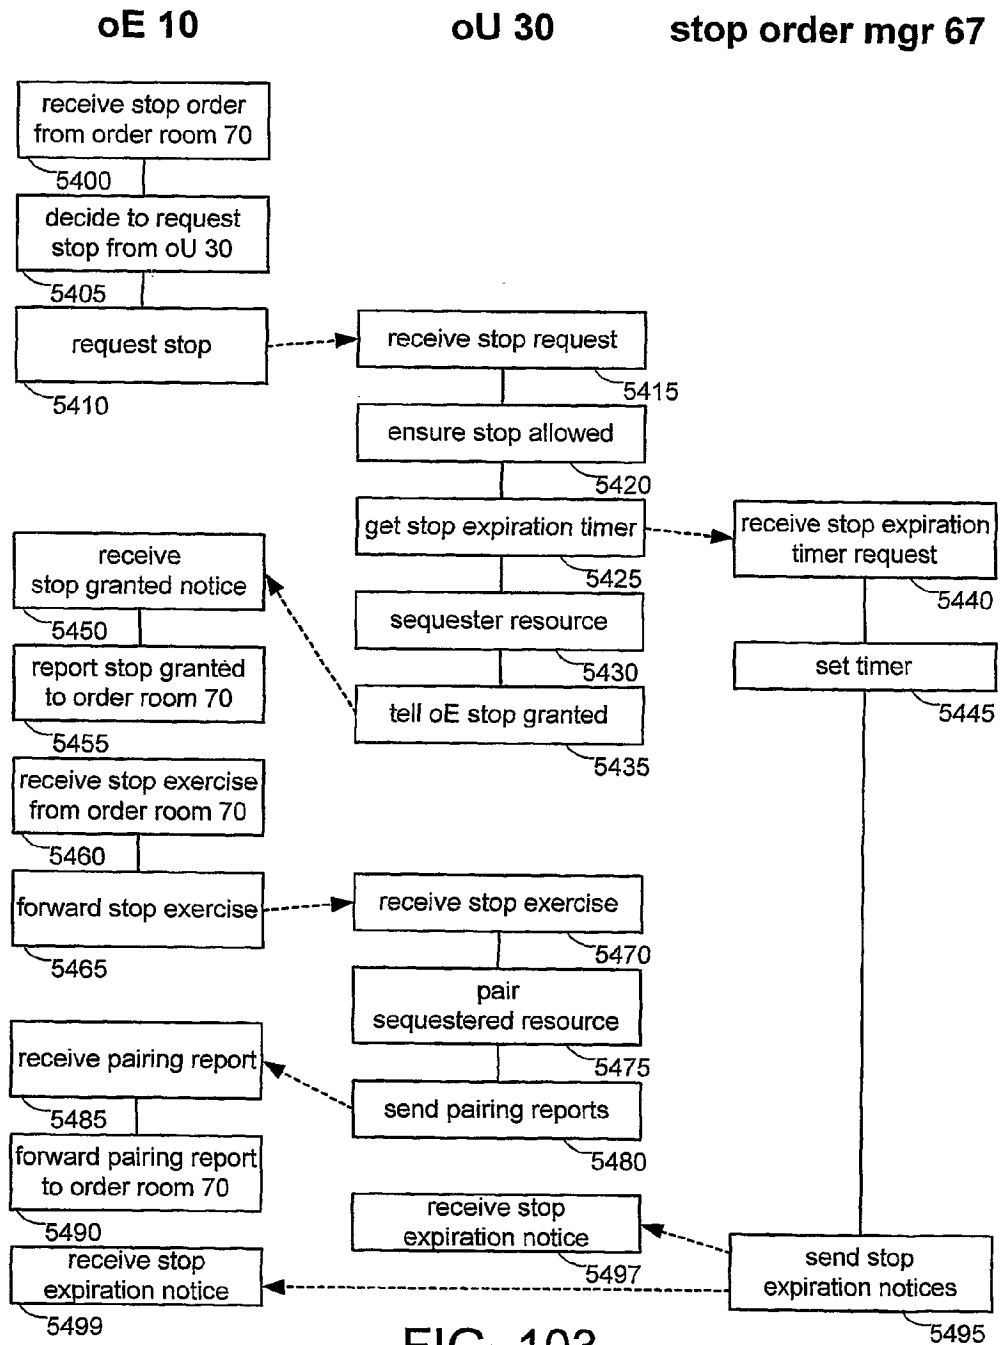 oE 10
oU 30
stop order mgr 67
receive stop order
from order room 70
5400
decide to request
stop from oU 30
5405
request stop
5410
receive stop request
5415
ensure stop allowed
5420
get stop expiration timer
5425
receive stop expiration
timer request
5440
receive
stop granted notice
5450
sequester resource
5430
set timer
5445
report stop granted
to order room 70
5455
tell oE stop granted
5435
receive stop exercise
from order room 70
5460
forward stop exercise
5465
receive stop exercise
5470
pair
sequestered resource
5475
receive pairing report
5485
send pairing reports
5480
forward pairing report
to order room 70
5490
receive stop
expiration notice
5497
send stop
expiration notices
5495
receive stop
expiration notice
5499
FIG. 103